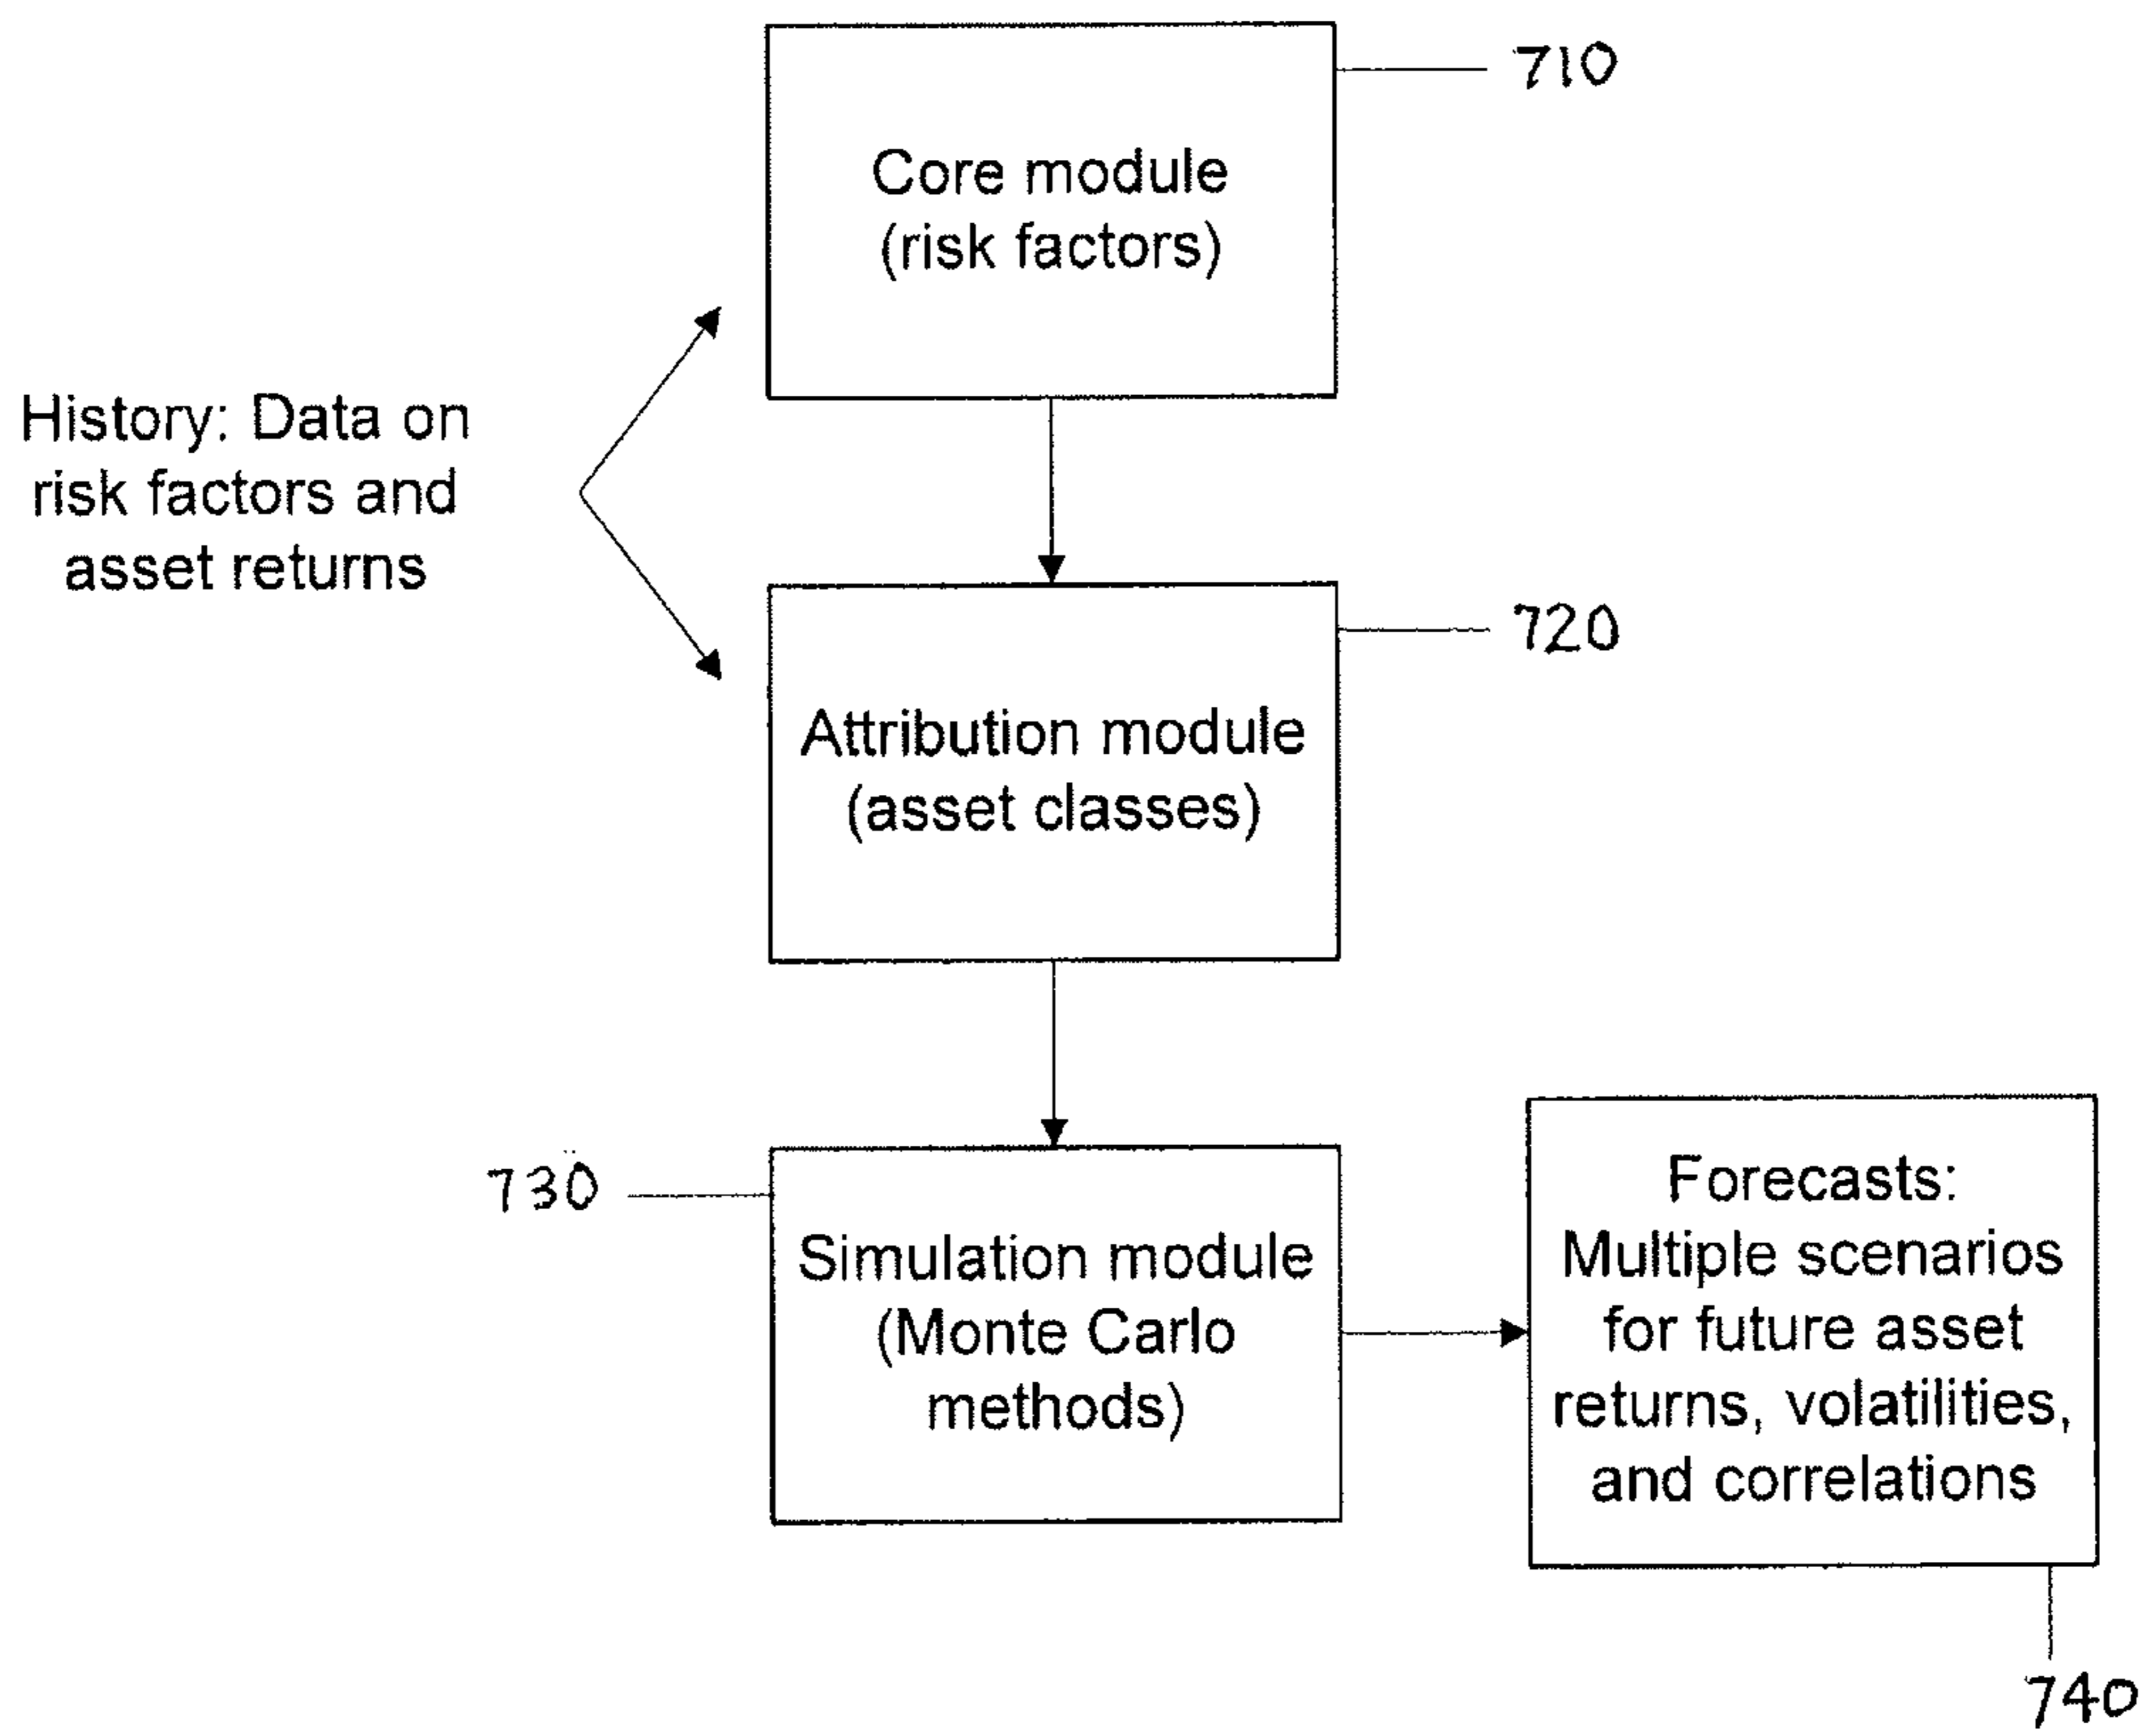 710
Core module
(risk factors)
History: Data on
risk factors and
asset returns
720
Attribution module
(asset classes)
730
Simulation module
(Monte Carlo
methods)
Forecasts:
Multiple scenarios
for future asset
returns, volatilities,
and correlations
740